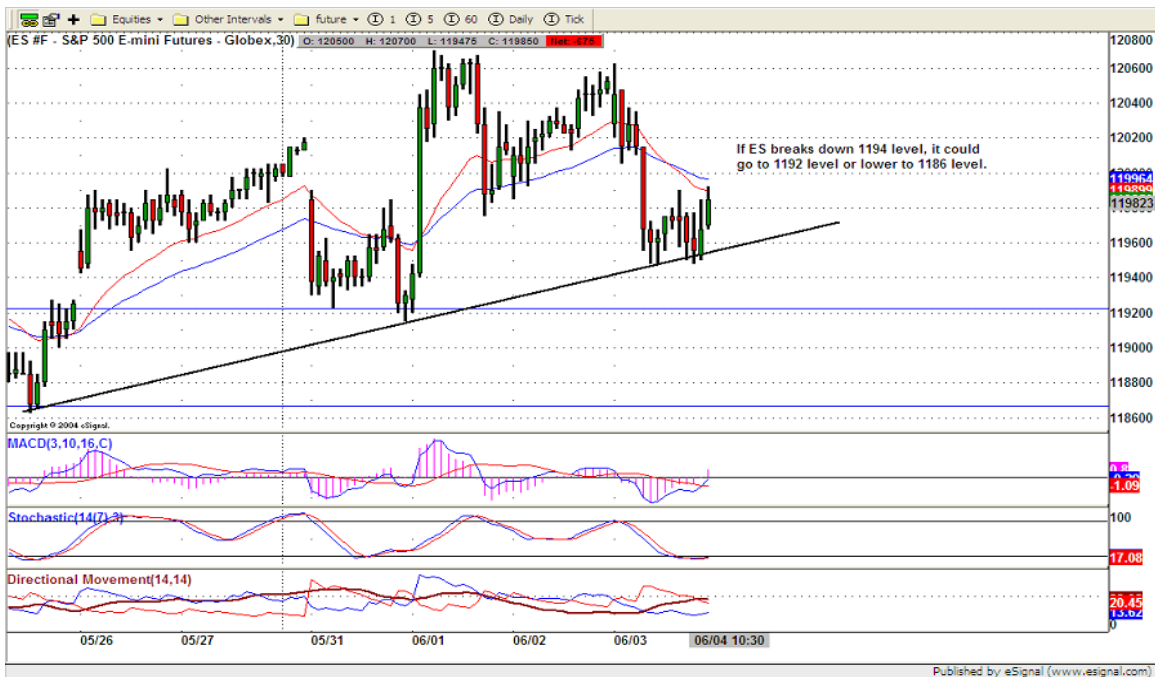 Equities Other Intervals future 1 5 60 Daily Tick
(ES #F - S&P 500 E-mini Futures - Globex,30) O: 120500 H: 120700 L: 119475 C: 119850 Net: -675
120800
120600
120400
120200
If ES breaks down 1194 level, it could
go to 1192 level or lower to 1186 level.
119964
119823
119600
119400
119200
119000
118800
118600
Copyright © 2004 eSignal.
MACD(3,10,16,C)
-1.09
Stochastic(14(7),3)
100
17.08
Directional Movement(14,14)
20.45
13.62
0
05/26 05/27 05/31 06/01 06/02 06/03 06/04 10:30
Published by eSignal (www.esignal.com)